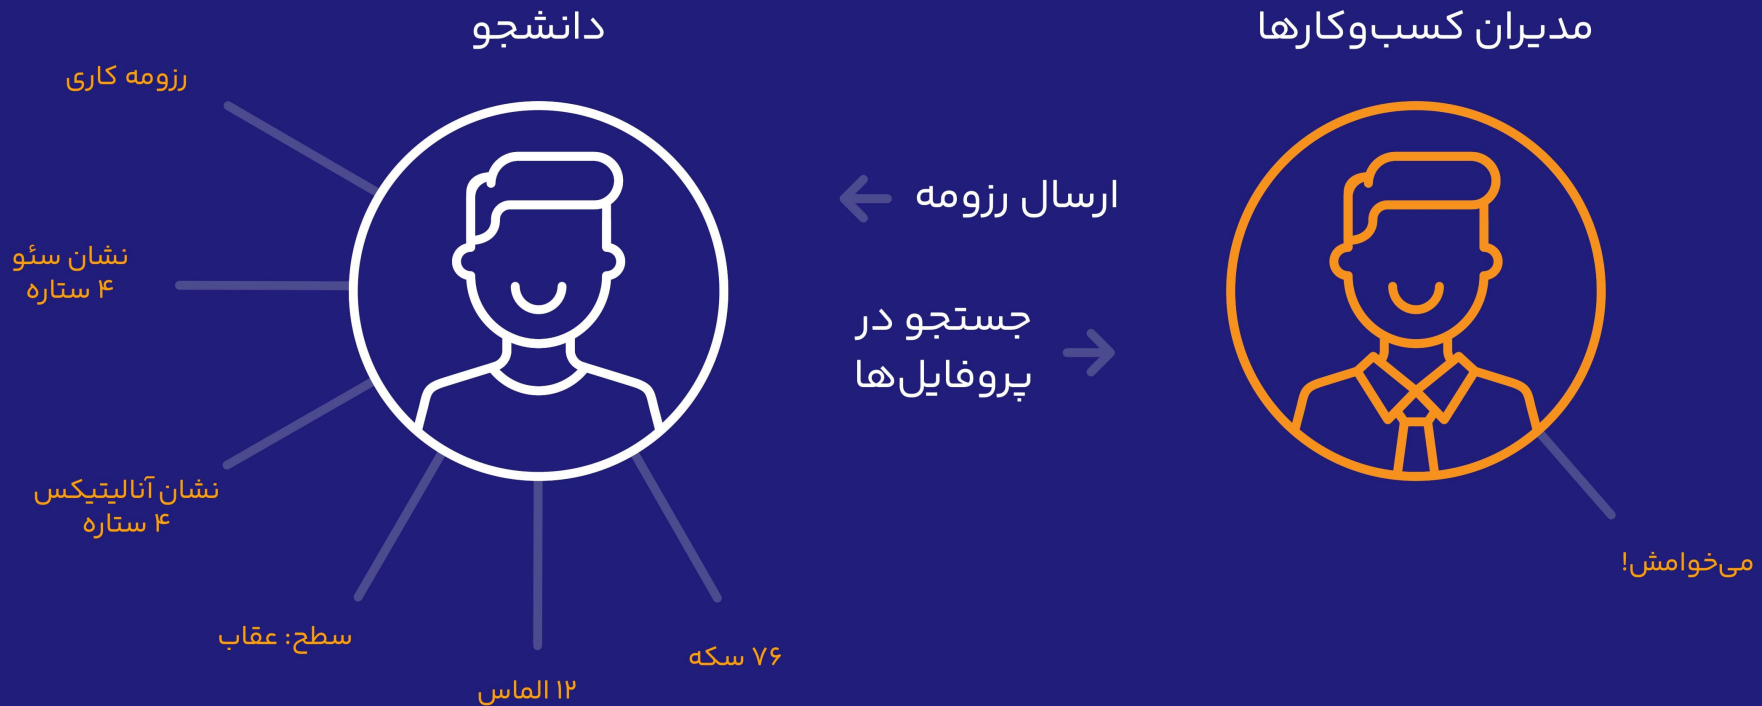 مدیران کسب‌وکارها
دانشجو
رزومه کاری
ارسال رزومه
نشان سئو
۴ ستاره
جستجو در
پروفایل‌ها
نشان آنالیتیکس
۴ ستاره
می‌خوامش!
سطح: عقاب
۷۶ سکه
۱۲ الماس